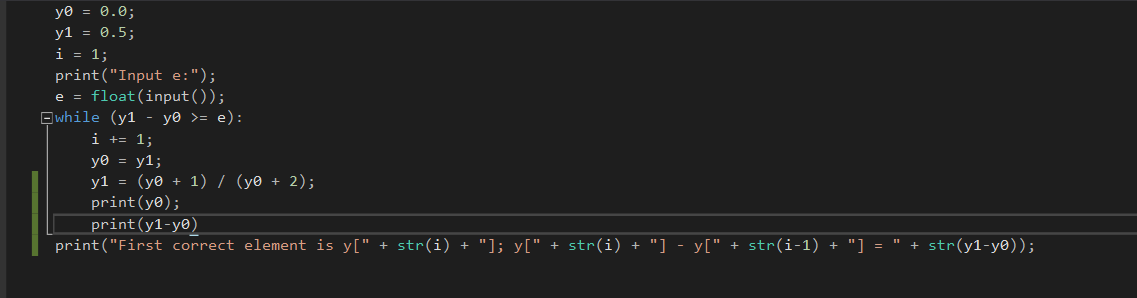 y0 = 0.0;
y1 = 0.5;
i = 1;
print("Input e:");
e = float(input());
while (y1 - y0 >= e):
    i += 1;
    y0 = y1;
    y1 = (y0 + 1) / (y0 + 2);
    print(y0);
    print(y1-y0)
print("First correct element is y[" + str(i) + "]; y[" + str(i) + "] - y[" + str(i-1) + "] = " + str(y1-y0));